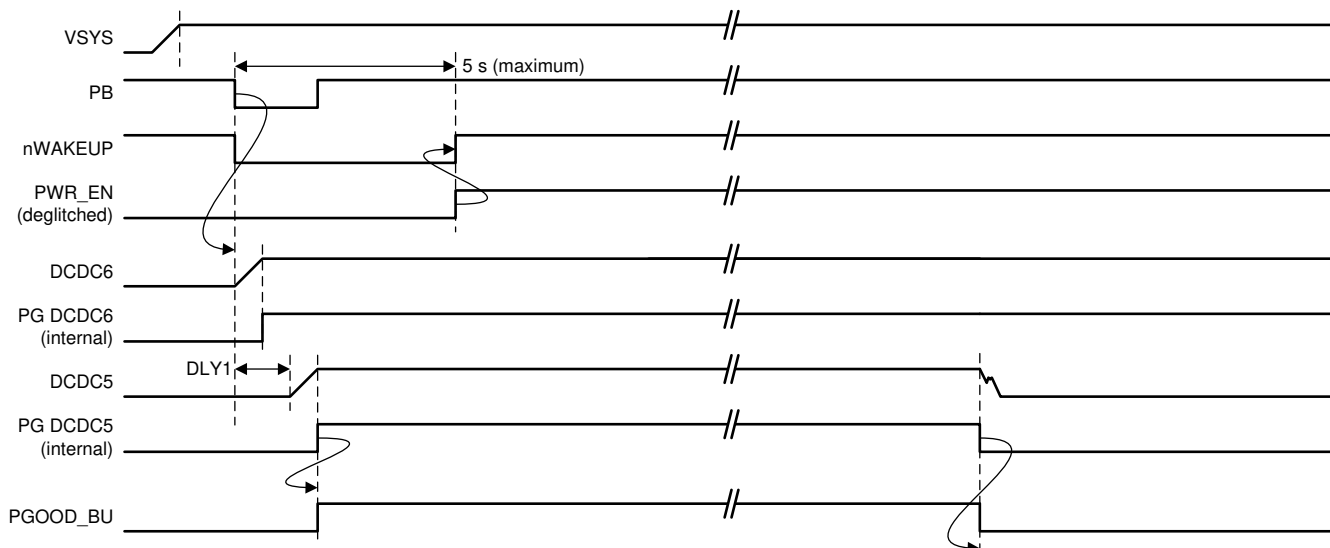 VSYS
5 s (maximum)
PB
nWAKEUP
PWR_EN
(deglitched)
DCDC6
PG DCDC6
(internal)
DLY1
DCDC5
PG DCDC5
(internal)
PGOOD_BU